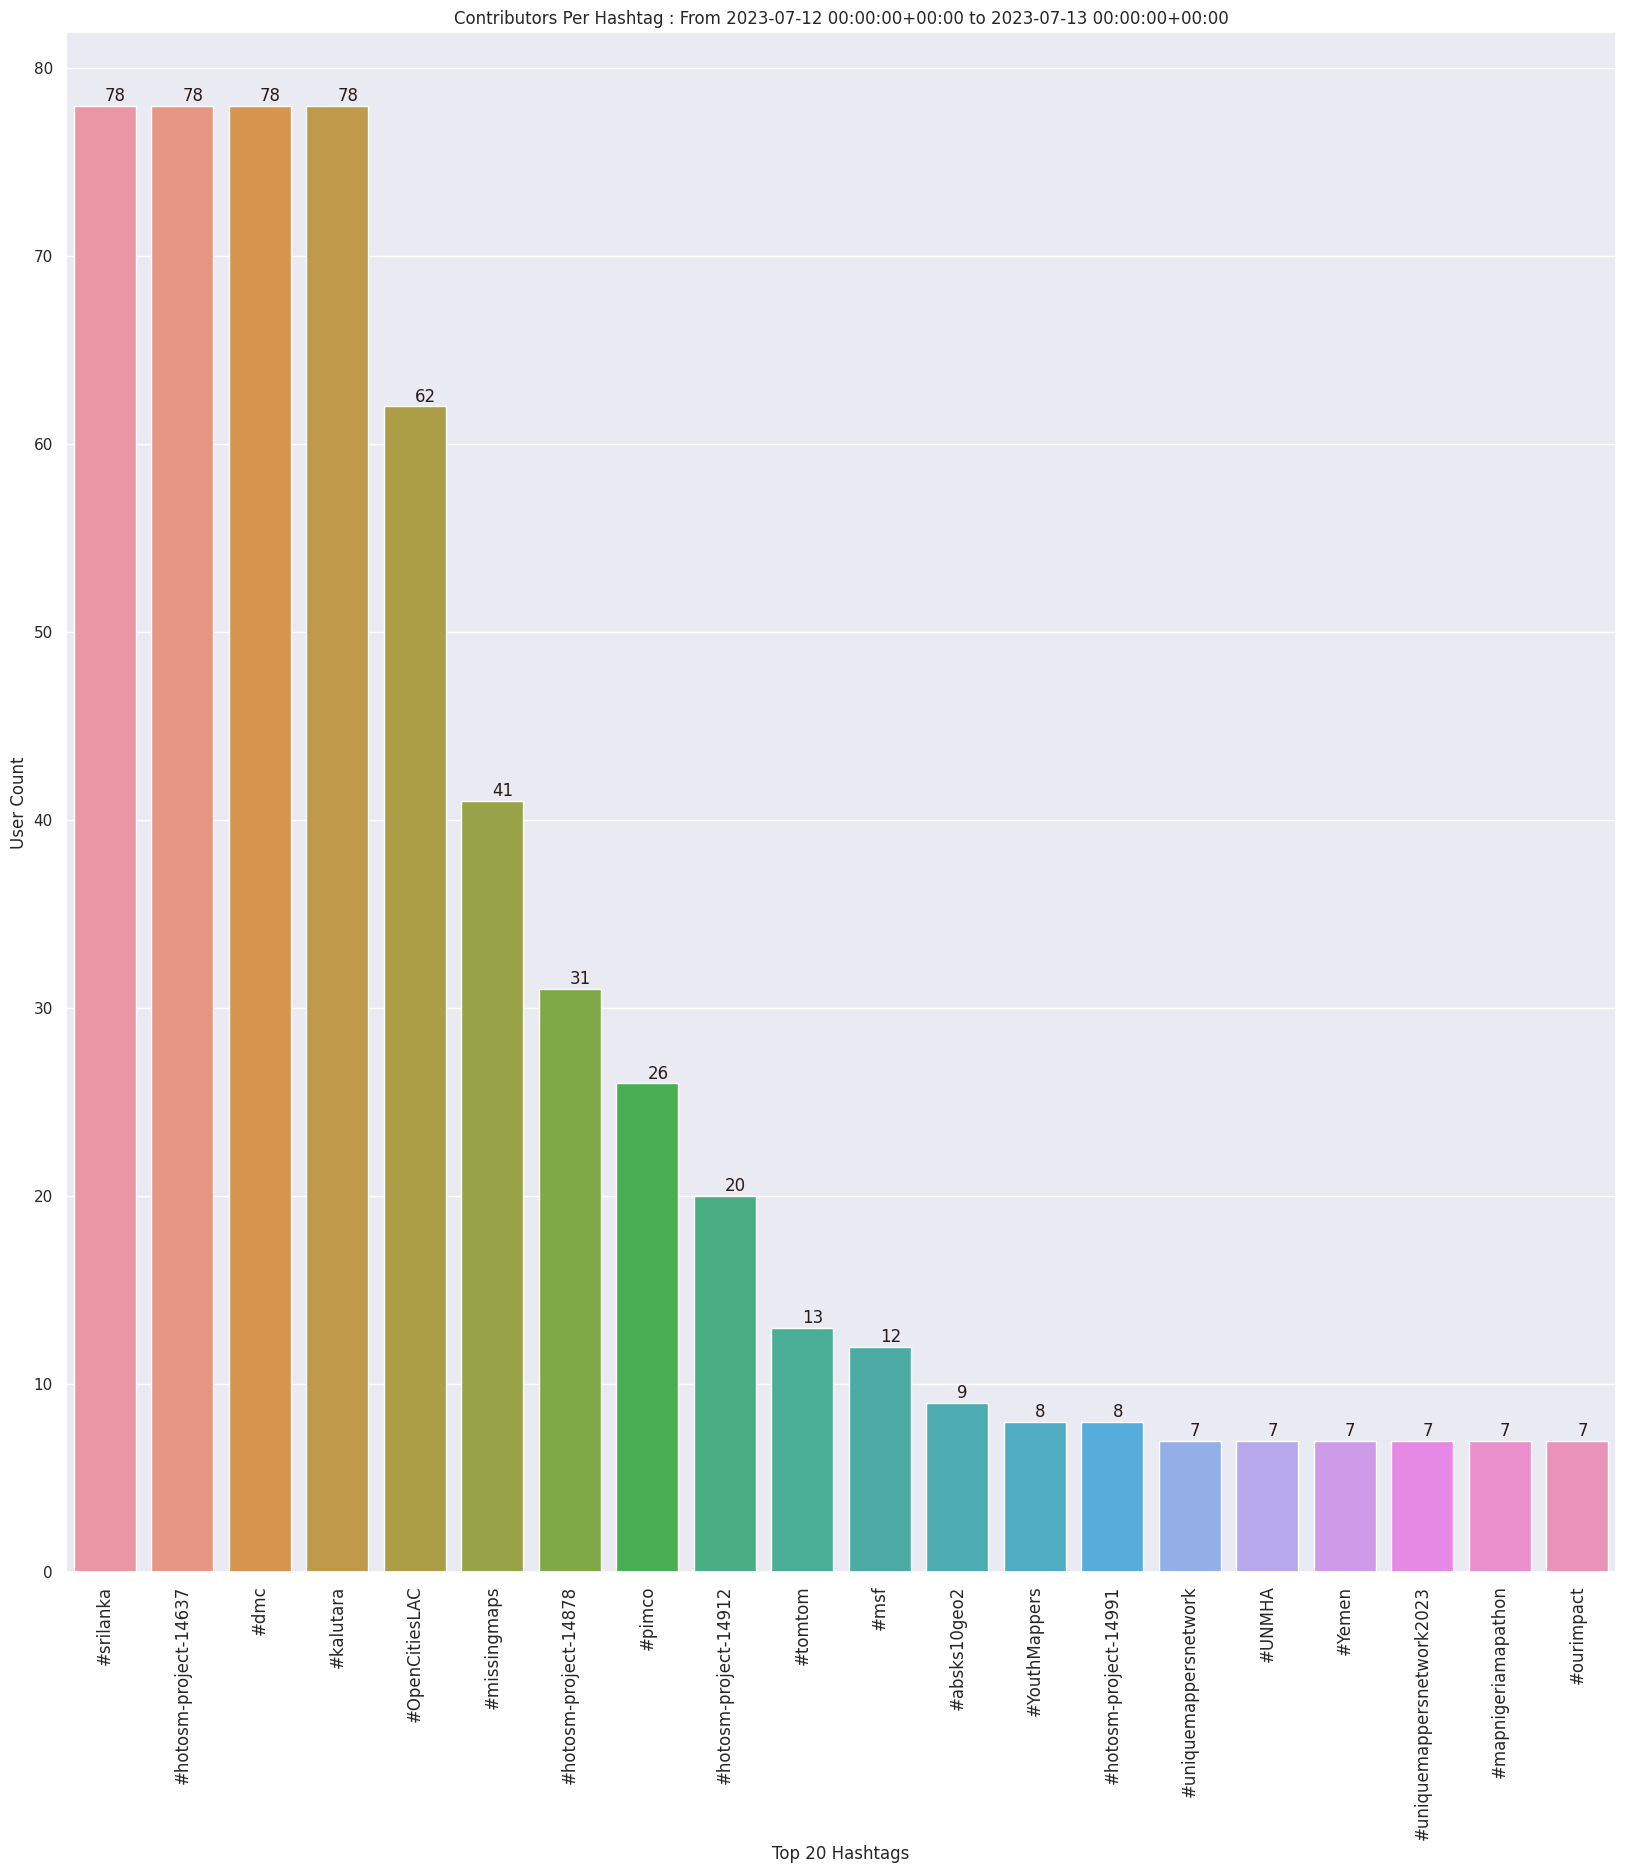 Contributors Per Hashtag : From 2023-07-12 00:00:00+00:00 to 2023-07-13 00:00:00+00:00
User Count
80
70
60
50
40
30
20
10
0
78
78
78
78
62
41
31
26
20
13
12
9
8
8
7
7
7
7
7
7
#srilanka
#hotosm-project-14637
#dmc
#kalutara
#OpenCitiesLAC
#missingmaps
#hotosm-project-14878
#pimco
#hotosm-project-14912
#tomtom
#msf
#absks10geo2
#YouthMappers
#hotosm-project-14991
#uniquemappersnetwork
#UNMHA
#Yemen
#uniquemappersnetwork2023
#mapnigeriamapathon
#ourimpact
Top 20 Hashtags